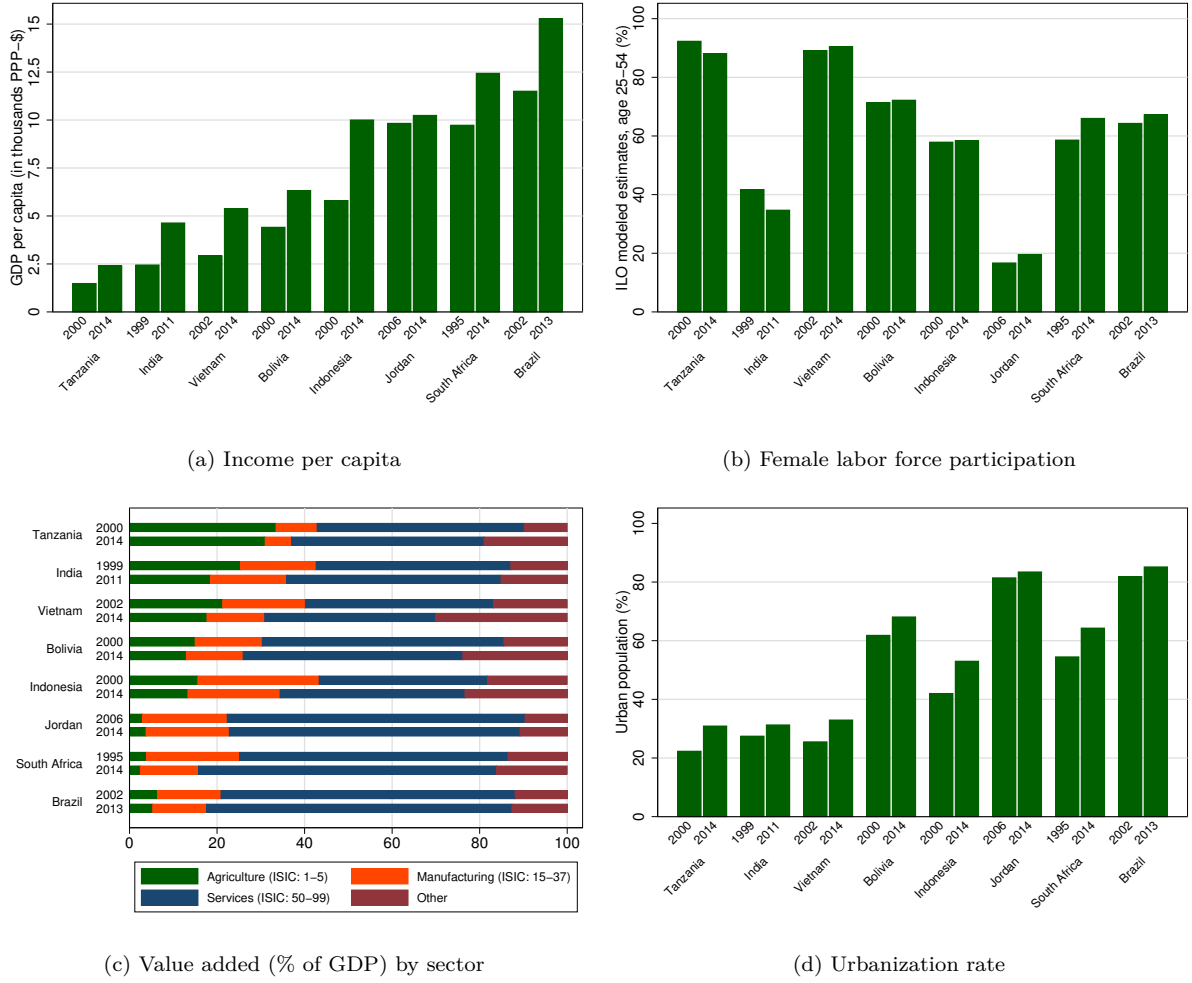 GDP per capita (in thousands PPP−$)
15
12.5
10
7.5
5
2.5
0
2000 2014 1999 2011 2002 2014 2000 2014 2000 2014 2006 2014 1995 2014 2002 2013
Tanzania India Vietnam Bolivia Indonesia Jordan South Africa Brazil
(a) Income per capita
ILO modeled estimates, age 25−54 (%)
100
80
60
40
20
0
2000 2014 1999 2011 2002 2014 2000 2014 2000 2014 2006 2014 1995 2014 2002 2013
Tanzania India Vietnam Bolivia Indonesia Jordan South Africa Brazil
(b) Female labor force participation
Tanzania 2000
2014
India 1999
2011
Vietnam 2002
2014
Bolivia 2000
2014
Indonesia 2000
2014
Jordan 2006
2014
South Africa 1995
2014
Brazil 2002
2013
0 20 40 60 80 100
Agriculture (ISIC: 1−5) Manufacturing (ISIC: 15−37)
Services (ISIC: 50−99) Other
(c) Value added (% of GDP) by sector
Urban population (%)
100
80
60
40
20
0
2000 2014 1999 2011 2002 2014 2000 2014 2000 2014 2006 2014 1995 2014 2002 2013
Tanzania India Vietnam Bolivia Indonesia Jordan South Africa Brazil
(d) Urbanization rate